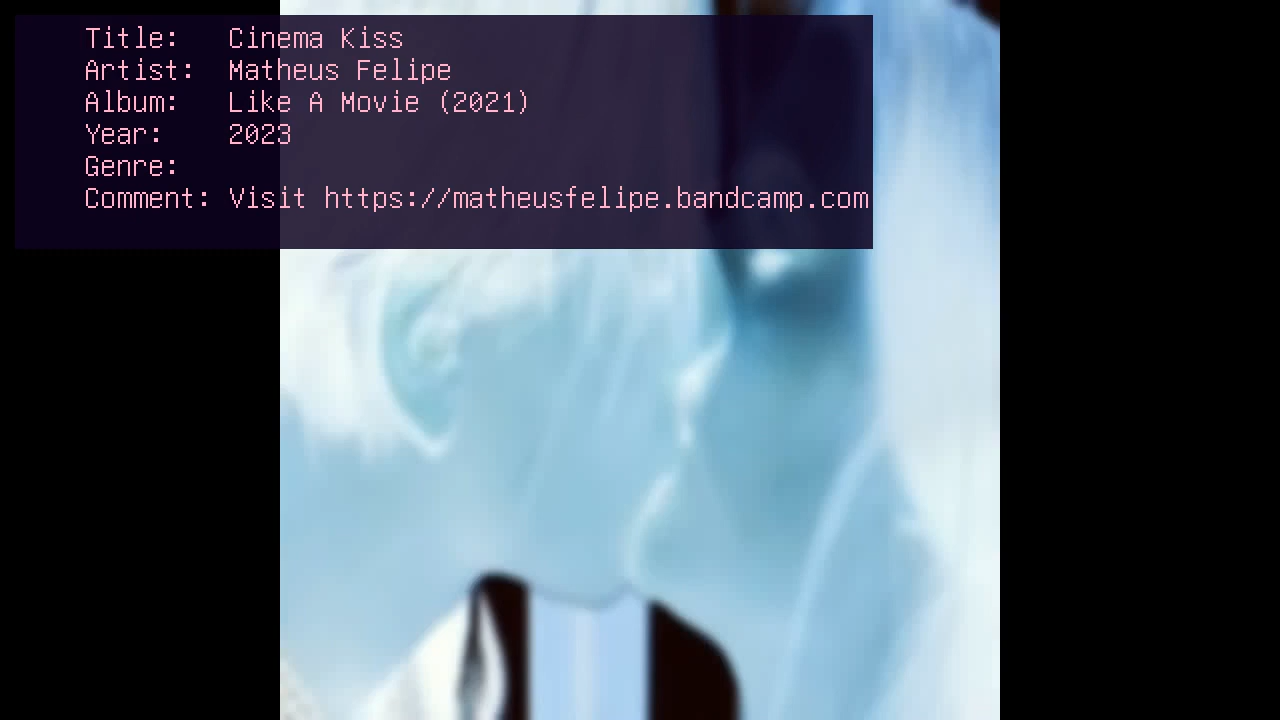 Title: Cinema Kiss
Artist: Matheus Felipe
Album: Like A Movie (2021)
Year: 2023
Genre:
Comment: Visit https://matheusfelipe.bandcamp.com